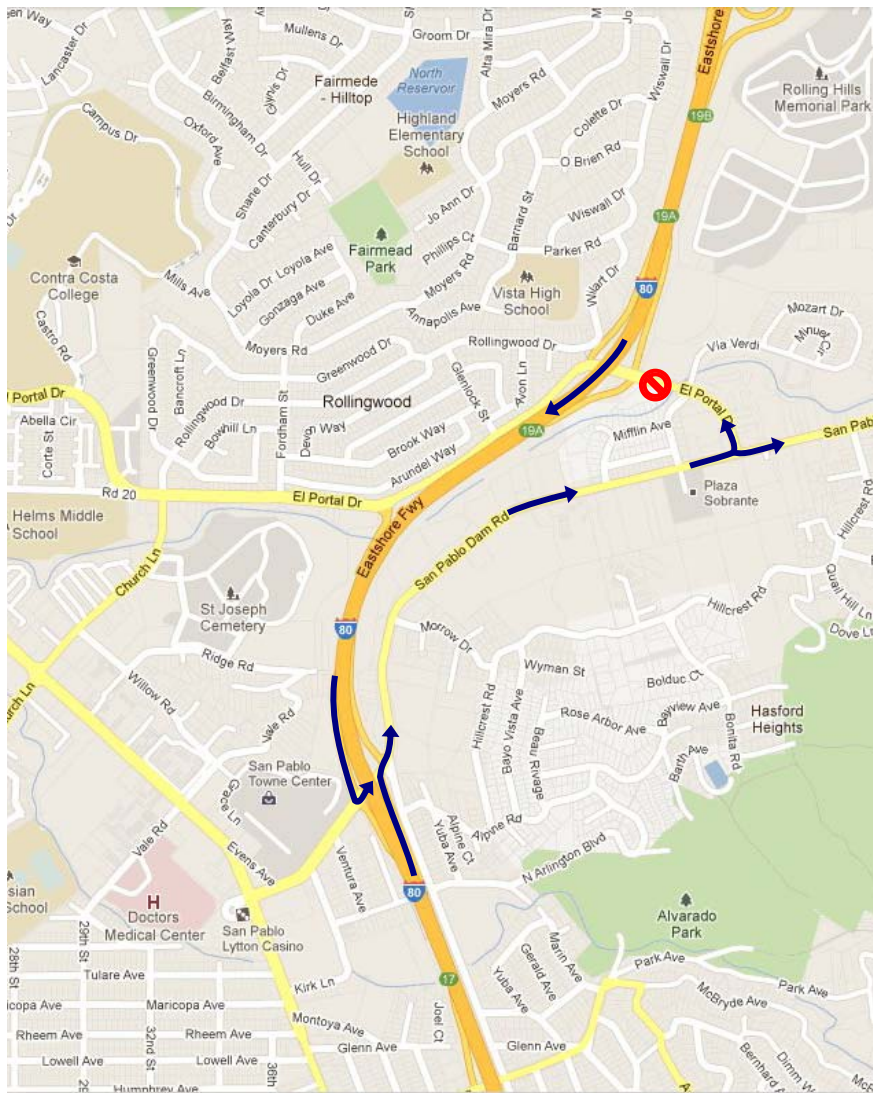 gen Way
Lancaster Dr
Belfast Way
Mullens Dr
Groom Dr
Alta Mira Dr
Wiswall Dr
Eastshore
Birmingham Dr
Fairmede
- Hilltop
North
Reservoir
Moyers Rd
Colette Dr
19B
Rolling Hills
Memorial Park
Campus Dr
Oxford Ave
Highland
Elementary
School
O Brien Rd
Shane Dr
Hull Dr
Canterbury Dr
Jo Ann Dr
Barnard St
Wiswall Dr
19A
Dr
Contra Costa
College
Mills Ave
Loyola Dr
Loyola Ave
Gonzaga Ave
Duke Ave
Fairmead
Park
Phillips Ct
Moyers Rd
Parker Rd
Annapolis Ave
Vista High
School
Wilart Dr
80
Mozart Dr
Castro Rd
Greenwood Dr
Bancroft Ln
Moyers Rd
Greenwood Dr
Rollingwood Dr
Via Verdi
l Portal Dr
Abella Cir
Corte St
Rollingwood Dr
Rollingwood Dr
Bowhill Ln
Fordham St
Devon Way
Rollingwood
Glenlock St
Avon Ln
Brook Way
Arundel Way
19A
El Portal D
Mifflin Ave
San Pab
Rd 20
El Portal Dr
Plaza
Sobrante
Hillcrest Rd
Helms Middle
School
Church Ln
Eastshore Fwy
San Pablo Dam Rd
St Joseph
Cemetery
80
Morrow Dr
Hillcrest Rd
Quail Hill Ln
Dove Ln
Ridge Rd
Willow Rd
Vale Rd
urch Ln
Wyman St
Hillcrest Rd
Bayo Vista Ave
Rose Arbor Ave
Beau Rivage
Bolduc Ct
Bayview Ave
Bonita Rd
Barth Ave
Hasford
Heights
San Pablo
Towne Center
Grace Ln
Vale Rd
Evans Ave
Ventura Ave
Alpine Ct
Yuba Ave
Alpine Rd
N Arlington Blvd
sian
School
H
Doctors
Medical Center
San Pablo
Lytton Casino
80
Alvarado
Park
28th St
29th St
Tulare Ave
Kirk Ln
17
Marin Ave
Gerald Ave
Yuba Ave
Park Ave
Park Ave
McBryde Ave
icopa Ave
Maricopa Ave
Montoya Ave
Joel Ct
Rheem Ave
32nd St
Rheem Ave
Glenn Ave
Glenn Ave
Lowell Ave
Lowell Ave
36th
Humphrey Ave
Bernhard A
Dimm W
McB